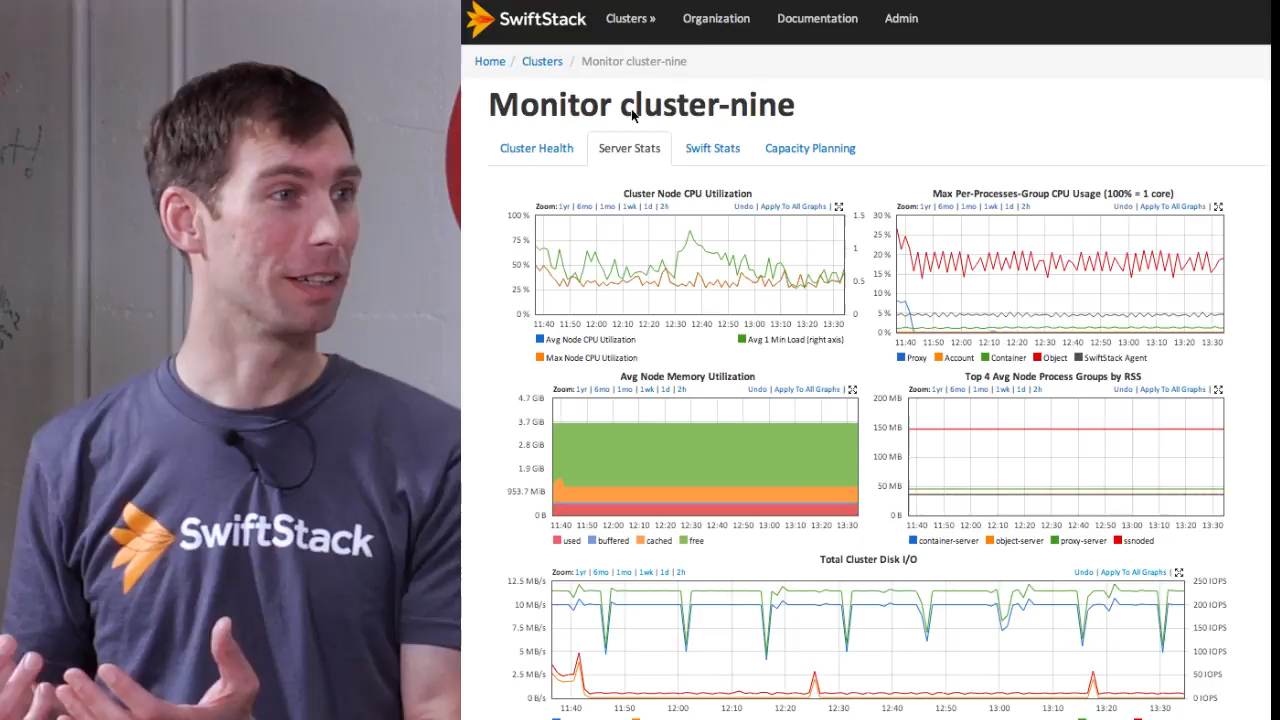 SwiftStack Clusters » Organization Documentation Admin
Home / Clusters / Monitor cluster-nine
Monitor cluster-nine
Cluster Health Server Stats Swift Stats Capacity Planning
Cluster Node CPU Utilization
Zoom: 1yr | 6mo | 1mo | 1wk | 1d | 2h Undo | Apply To All Graphs |
100 % 1.5
75 % 1
50 %
25 % 0.5
0 % 0
11:40 11:50 12:00 12:10 12:20 12:30 12:40 12:50 13:00 13:10 13:20 13:30
Avg Node CPU Utilization Avg 1 Min Load (right axis)
Max Node CPU Utilization
Max Per-Processes-Group CPU Usage (100% = 1 core)
Zoom: 1yr | 6mo | 1mo | 1wk | 1d | 2h Undo | Apply To All Graphs |
30 %
25 %
20 %
15 %
10 %
5 %
0 %
11:40 11:50 12:00 12:10 12:20 12:30 12:40 12:50 13:00 13:10 13:20 13:30
Proxy Account Container Object SwiftStack Agent
Avg Node Memory Utilization
Zoom: 1yr | 6mo | 1mo | 1wk | 1d | 2h Undo | Apply To All Graphs |
4.7 GiB
3.7 GiB
2.8 GiB
1.9 GiB
953.7 MiB
0 B
11:40 11:50 12:00 12:10 12:20 12:30 12:40 12:50 13:00 13:10 13:20 13:30
used buffered cached free
Top 4 Avg Node Process Groups by RSS
Zoom: 1yr | 6mo | 1mo | 1wk | 1d | 2h Undo | Apply To All Graphs |
200 MB
150 MB
100 MB
50 MB
0 B
11:40 11:50 12:00 12:10 12:20 12:30 12:40 12:50 13:00 13:10 13:20 13:30
container-server object-server proxy-server ssnoded
Total Cluster Disk I/O
Zoom: 1yr | 6mo | 1mo | 1wk | 1d | 2h Undo | Apply To All Graphs |
12.5 MB/s 250 IOPS
10 MB/s 200 IOPS
7.5 MB/s 150 IOPS
5 MB/s 100 IOPS
2.5 MB/s 50 IOPS
0 B/s 0 IOPS
11:40 11:50 12:00 12:10 12:20 12:30 12:40 12:50 13:00 13:10 13:20 13:30
SwiftStack